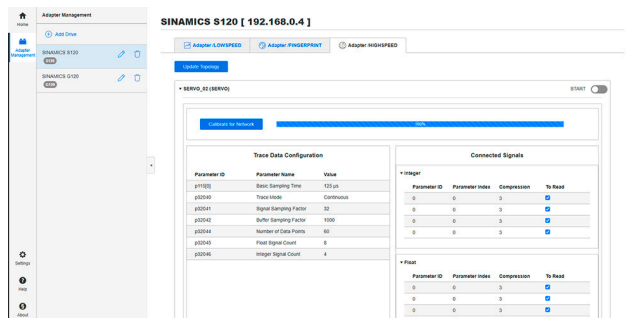 Home
Adapter Management
Settings
Help
About
Adapter Management
Add Drive
SINAMICS S120
S120
SINAMICS G120
G120
SINAMICS S120 [ 192.168.0.4 ]
Adapter :LOWSPEED
Adapter :FINGERPRINT
Adapter :HIGHSPEED
Update Topology
SERVO_02 (SERVO)
START
Calibrate for Network
Trace Data Configuration
Parameter ID Parameter Name Value
p115[0] Basic Sampling Time 125 µs
p32040 Trace Mode Continuous
p32041 Signal Sampling Factor 32
p32042 Buffer Sampling Factor 1000
p32044 Number of Data Points 60
p32045 Float Signal Count 8
p32046 Integer Signal Count 4
Connected Signals
Integer
Parameter ID Parameter Index Compression To Read
0 0 3
0 0 3
0 0 3
0 0 3
Float
Parameter ID Parameter Index Compression To Read
0 0 3
0 0 3
0 0 3